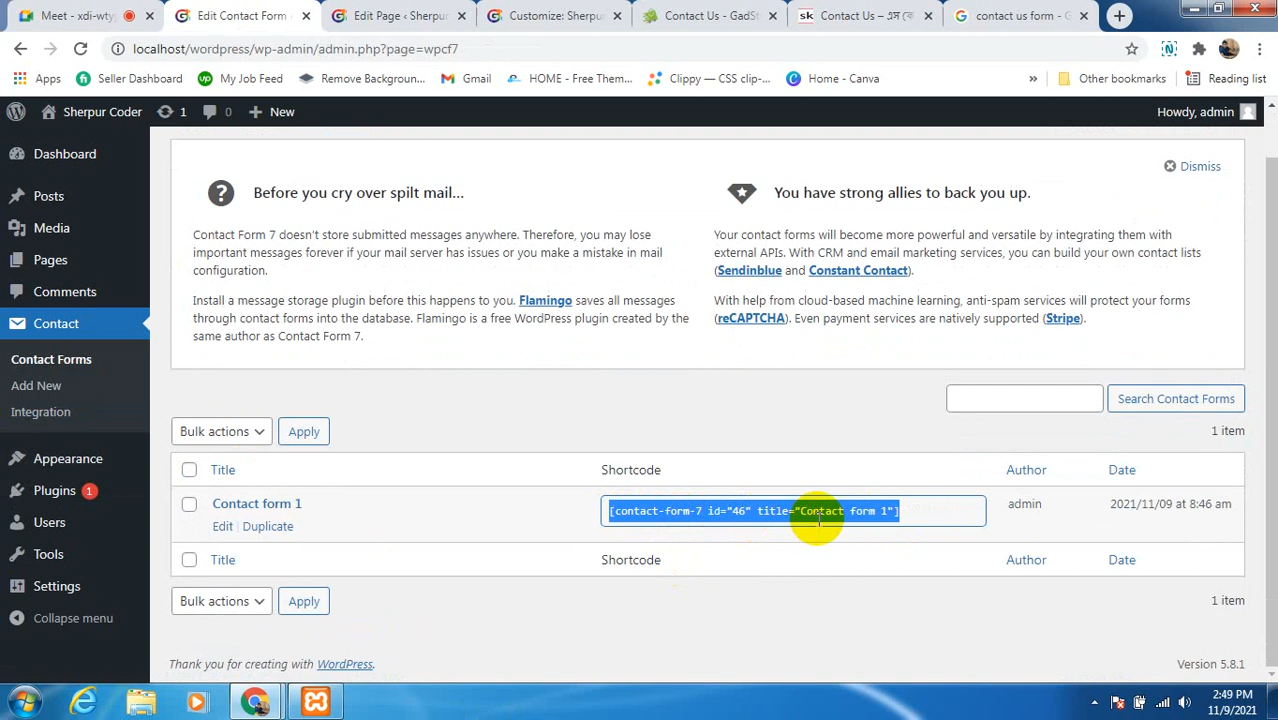 Meet - xdi-wty
Edit Contact Form
Edit Page ‹ Sherpu
Customize: Sherpu
Contact Us - GadSt
Contact Us – এস কে
contact us form - G
localhost/wordpress/wp-admin/admin.php?page=wpcf7
Apps
Seller Dashboard
My Job Feed
Remove Background...
Gmail
HOME - Free Them...
Clippy — CSS clip-...
Home - Canva
Other bookmarks
Reading list
Sherpur Coder
1
0
New
Howdy, admin
Dashboard
Posts
Media
Pages
Comments
Contact
Contact Forms
Add New
Integration
Appearance
Plugins 1
Users
Tools
Settings
Collapse menu
Dismiss
Before you cry over spilt mail...
Contact Form 7 doesn't store submitted messages anywhere. Therefore, you may lose
important messages forever if your mail server has issues or you make a mistake in mail
configuration.
Install a message storage plugin before this happens to you. Flamingo saves all messages
through contact forms into the database. Flamingo is a free WordPress plugin created by the
same author as Contact Form 7.
You have strong allies to back you up.
Your contact forms will become more powerful and versatile by integrating them with
external APIs. With CRM and email marketing services, you can build your own contact lists
(Sendinblue and Constant Contact).
With help from cloud-based machine learning, anti-spam services will protect your forms
(reCAPTCHA). Even payment services are natively supported (Stripe).
Search Contact Forms
Bulk actions
Apply
1 item
Title
Shortcode
Author
Date
Contact form 1
Edit | Duplicate
[contact-form-7 id="46" title="Contact form 1"]
admin
2021/11/09 at 8:46 am
Title
Shortcode
Author
Date
Bulk actions
Apply
1 item
Thank you for creating with WordPress.
Version 5.8.1
2:49 PM
11/9/2021